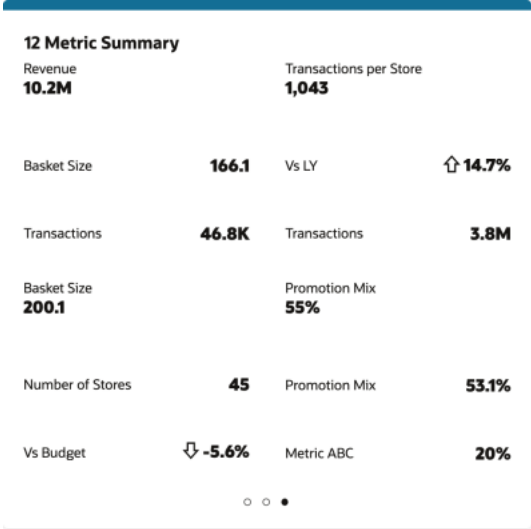 12 Metric Summary
Revenue
10.2M
Transactions per Store
1,043
Basket Size 166.1
Vs LY 14.7%
Transactions 46.8K
Transactions 3.8M
Basket Size
200.1
Promotion Mix
55%
Number of Stores 45
Promotion Mix 53.1%
Vs Budget -5.6%
Metric ABC 20%